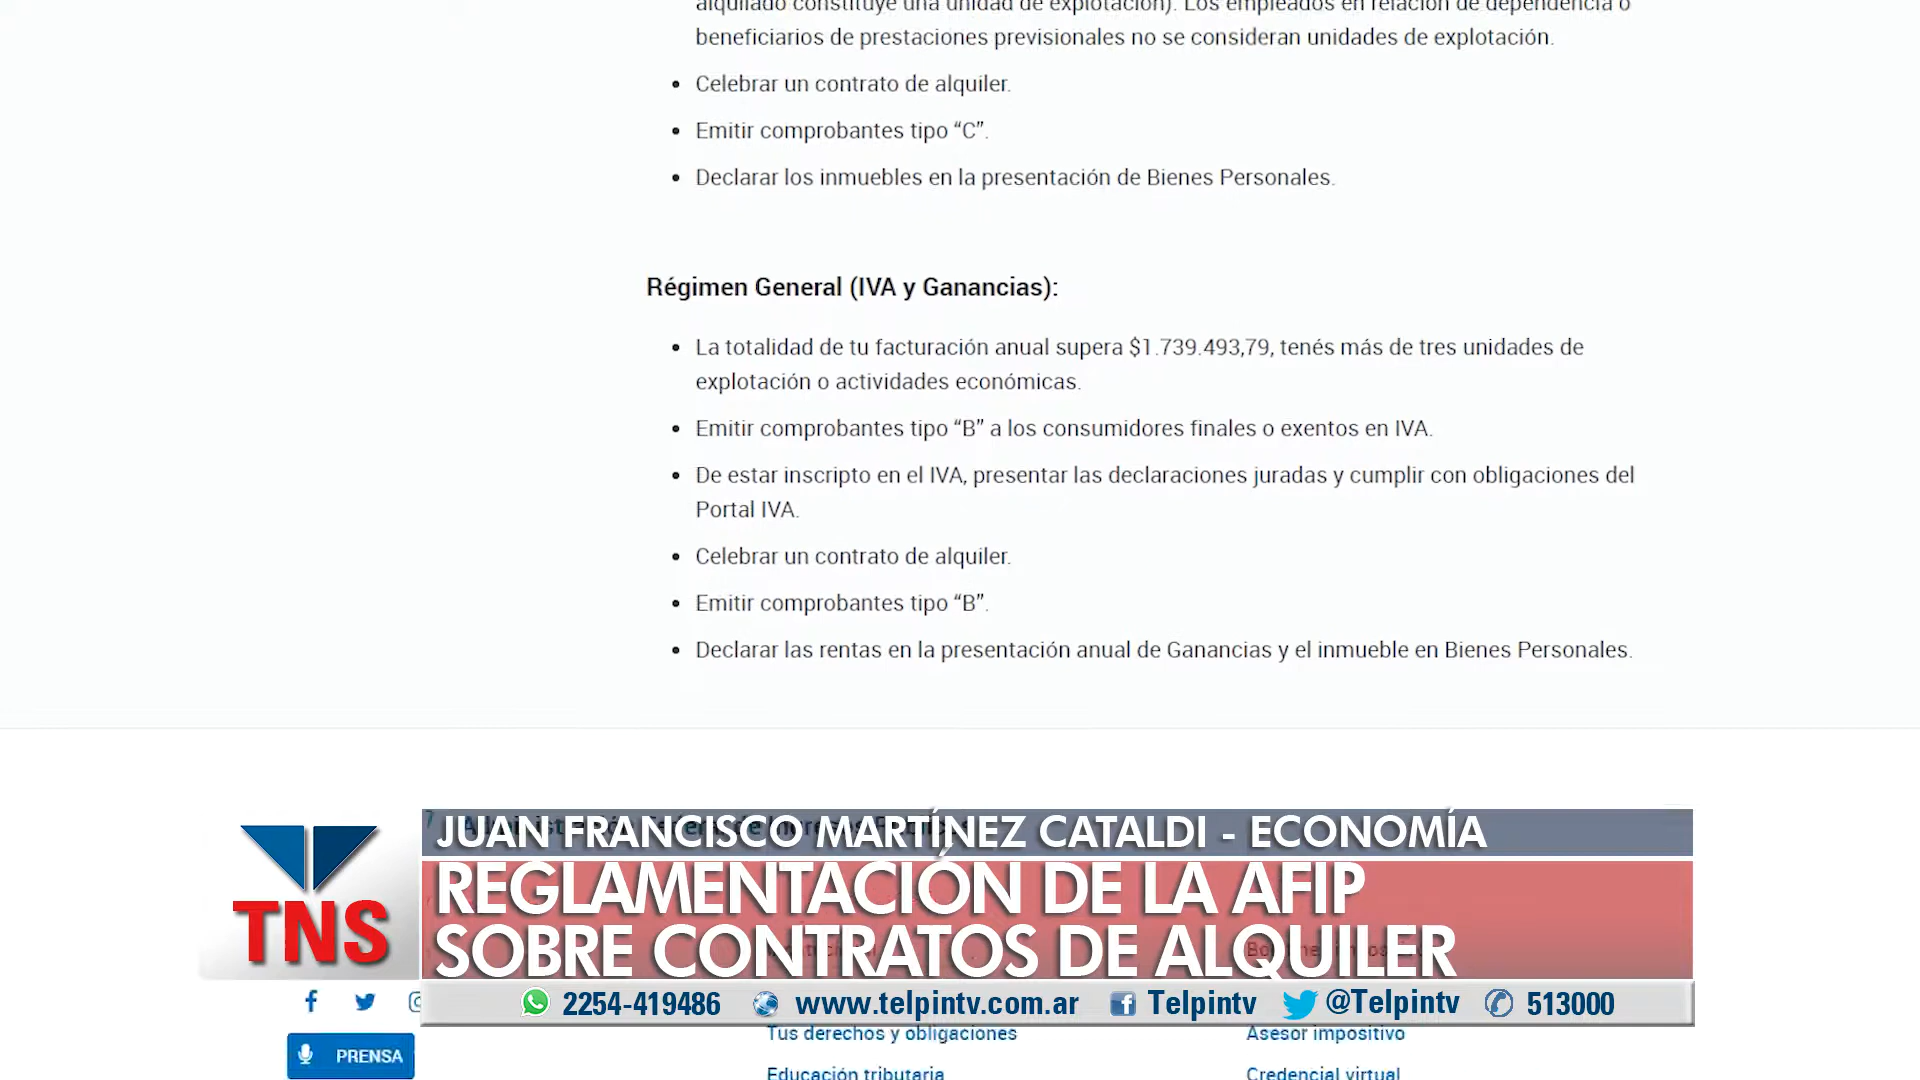 alquilado constituye una unidad de explotación). Los empleados en relación de dependencia o
beneficiarios de prestaciones previsionales no se consideran unidades de explotación.
• Celebrar un contrato de alquiler.
• Emitir comprobantes tipo “C”.
• Declarar los inmuebles en la presentación de Bienes Personales.
Régimen General (IVA y Ganancias):
• La totalidad de tu facturación anual supera $1.739.493,79, tenés más de tres unidades de
explotación o actividades económicas.
• Emitir comprobantes tipo “B” a los consumidores finales o exentos en IVA.
• De estar inscripto en el IVA, presentar las declaraciones juradas y cumplir con obligaciones del
Portal IVA.
• Celebrar un contrato de alquiler.
• Emitir comprobantes tipo “B”.
• Declarar las rentas en la presentación anual de Ganancias y el inmueble en Bienes Personales.
JUAN FRANCISCO MARTÍNEZ CATALDI - ECONOMÍA
TNS
REGLAMENTACIÓN DE LA AFIP
SOBRE CONTRATOS DE ALQUILER
2254-419486 www.telpintv.com.ar Telpintv @Telpintv 513000
Tus derechos y obligaciones
Asesor impositivo
PRENSA
Educación tributaria
Credencial virtual